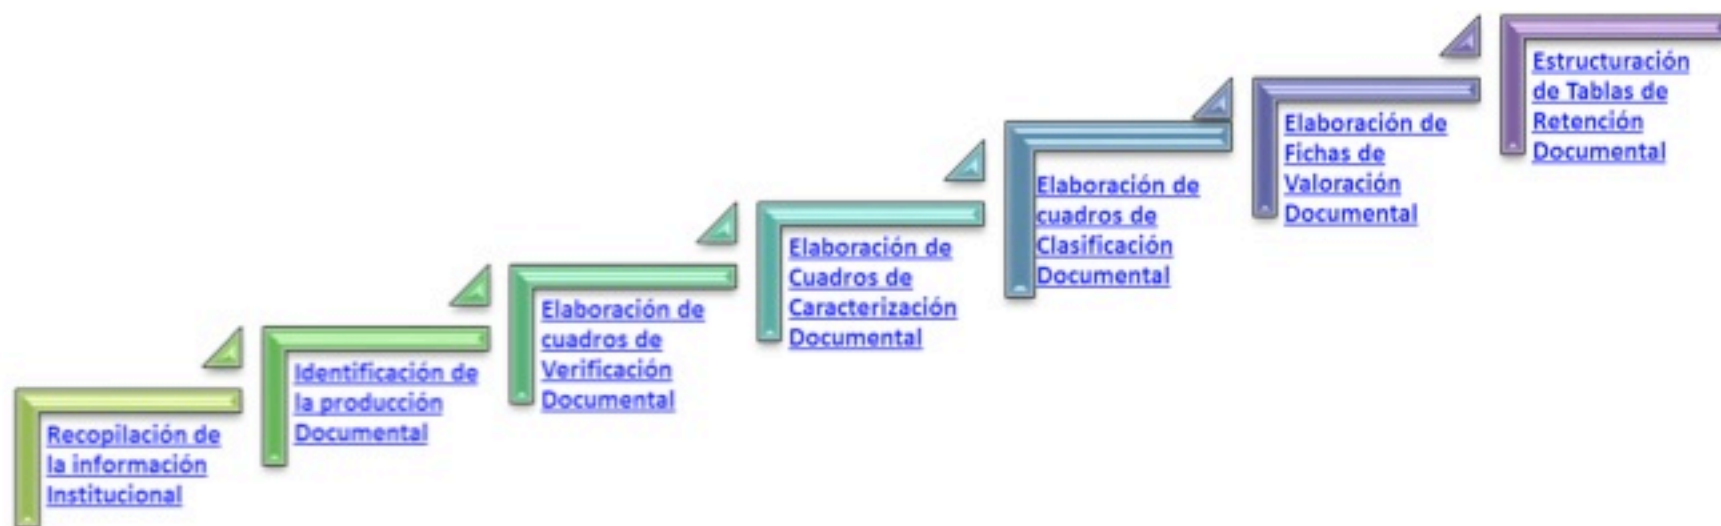 Recopilación de
la información
Institucional
Identificación de
la producción
Documental
Elaboración de
cuadros de
Verificación
Documental
Elaboración de
Cuadros de
Caracterización
Documental
Elaboración de
cuadros de
Clasificación
Documental
Elaboración de
Fichas de
Valoración
Documental
Estructuración
de Tablas de
Retención
Documental